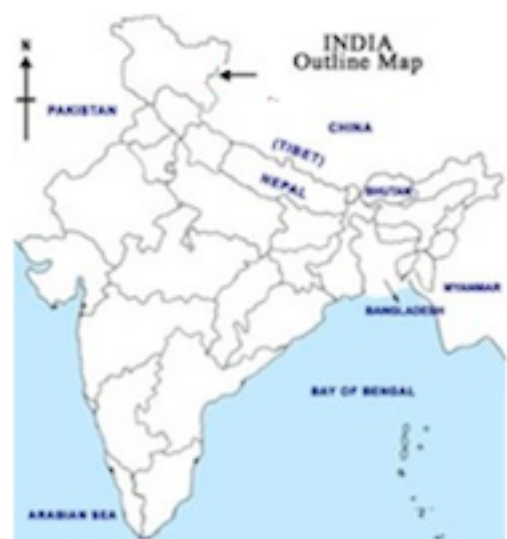 INDIA
Outline Map
N
PAKISTAN
CHINA
(TIBET)
NEPAL
BHUTAN
MYANMAR
BANGLADESH
BAY OF BENGAL
ARABIAN SEA